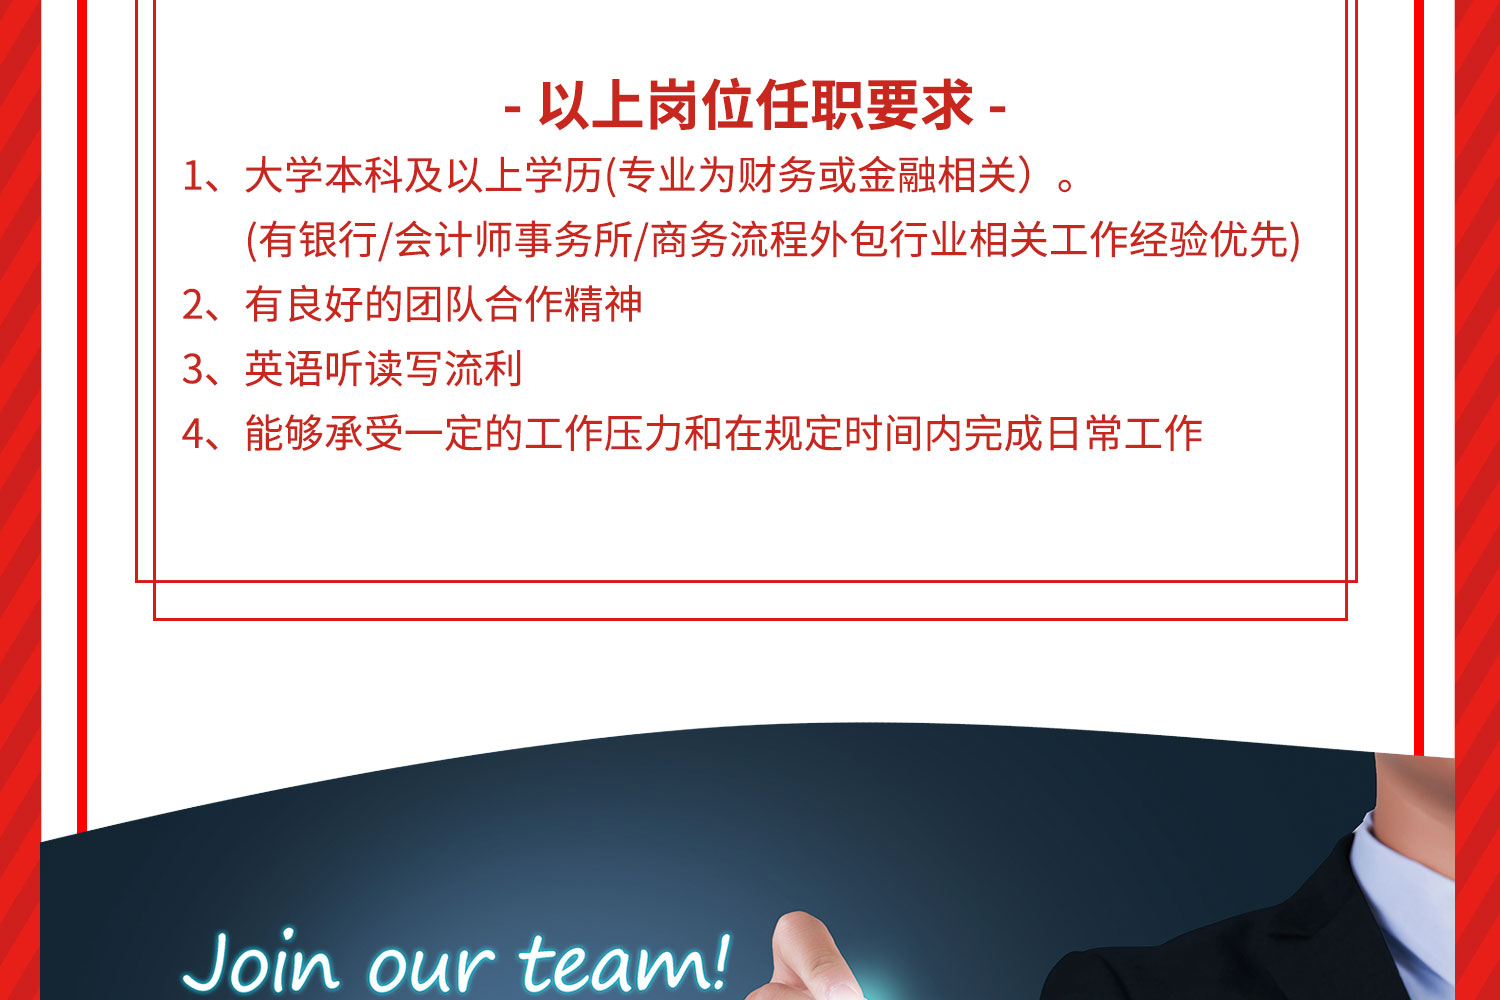 - 以上岗位任职要求 -
1、大学本科及以上学历(专业为财务或金融相关）。
(有银行/会计师事务所/商务流程外包行业相关工作经验优先)
2、有良好的团队合作精神
3、英语听读写流利
4、能够承受一定的工作压力和在规定时间内完成日常工作
Join our team!